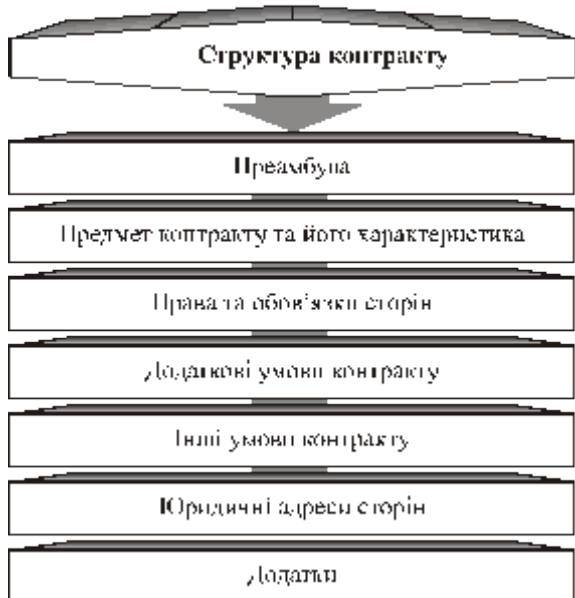 Структура контракту
Преамбула
Предмет контракту та його характеристика
Права та обов'язки сторін
Додаткові умови контракту
Інші умови контракту
Юридичні адреси сторін
Додатки